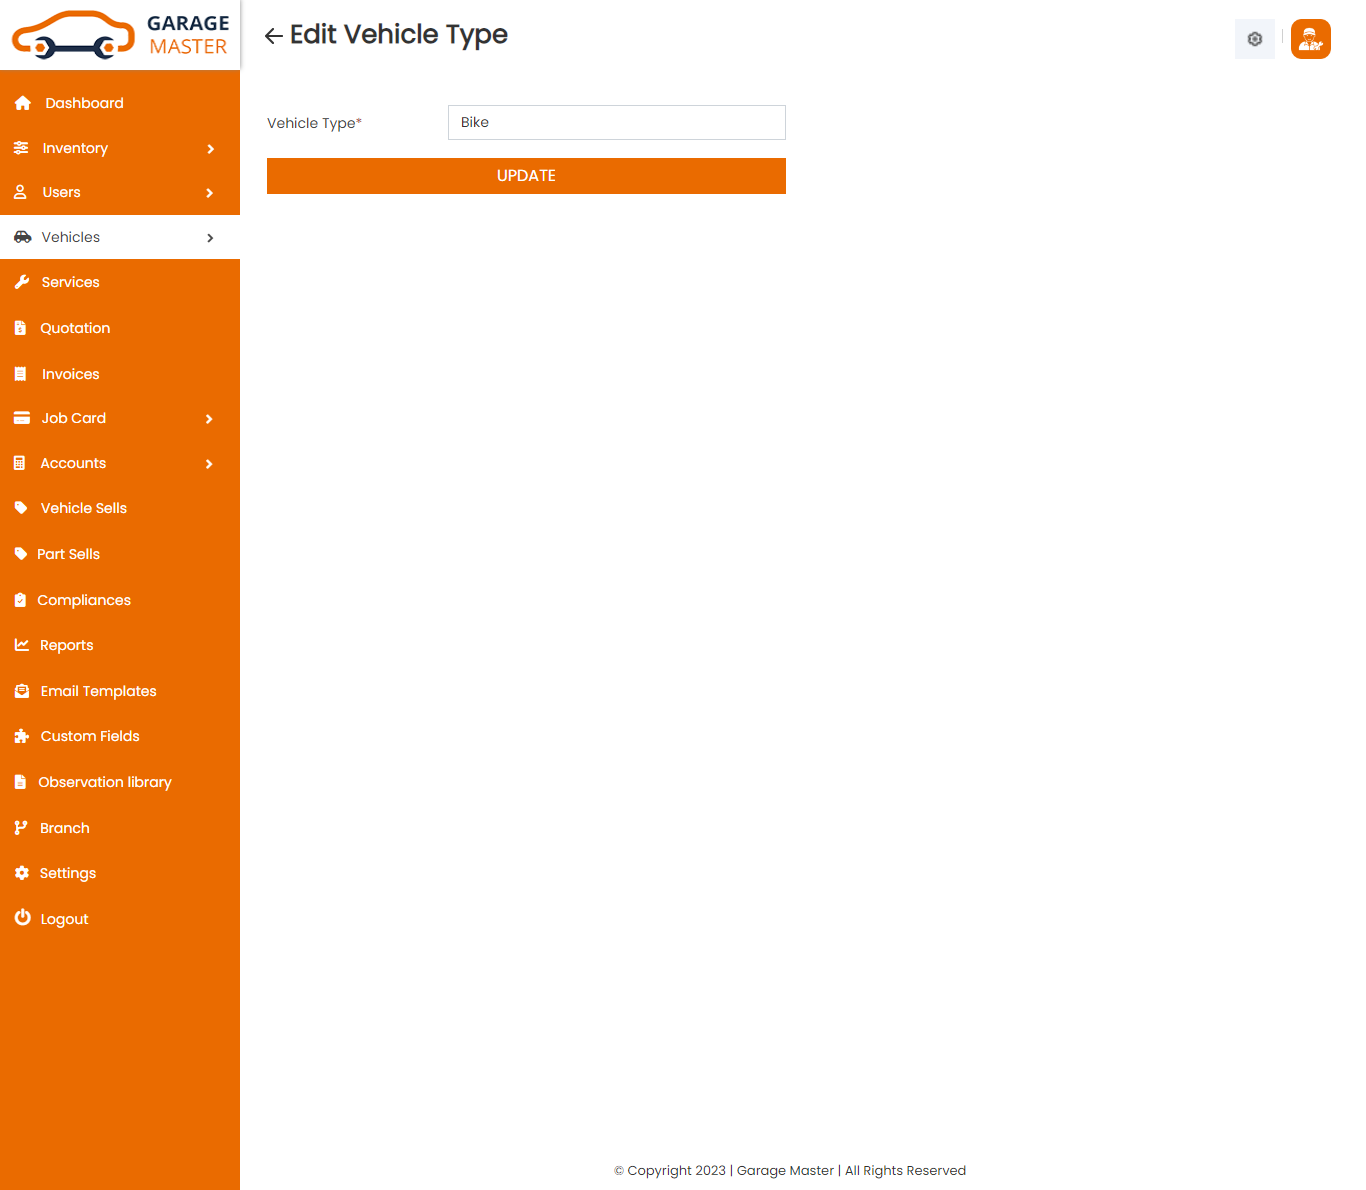 GARAGE
MASTER
Edit Vehicle Type
Dashboard
Inventory
Users
Vehicles
Services
Quotation
Invoices
Job Card
Accounts
Vehicle Sells
Part Sells
Compliances
Reports
Email Templates
Custom Fields
Observation library
Branch
Settings
Logout
Vehicle Type* Bike
UPDATE
© Copyright 2023 | Garage Master | All Rights Reserved